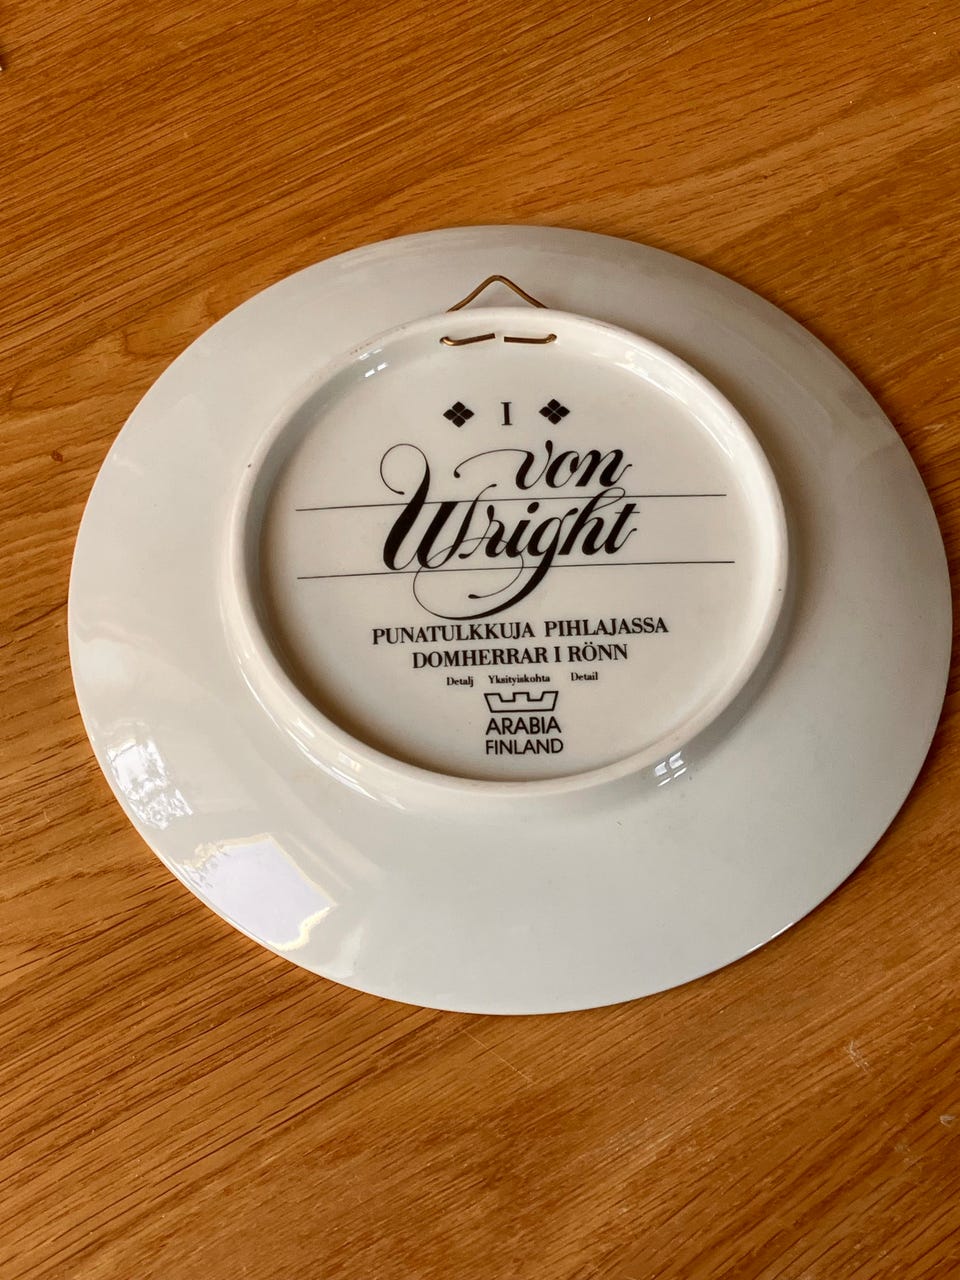 I
von
Wright
PUNATULKKUJA PIHLAJASSA
DOMHERRAR I RÖNN
Detalj Yksityiskohta Detail
ARABIA
FINLAND